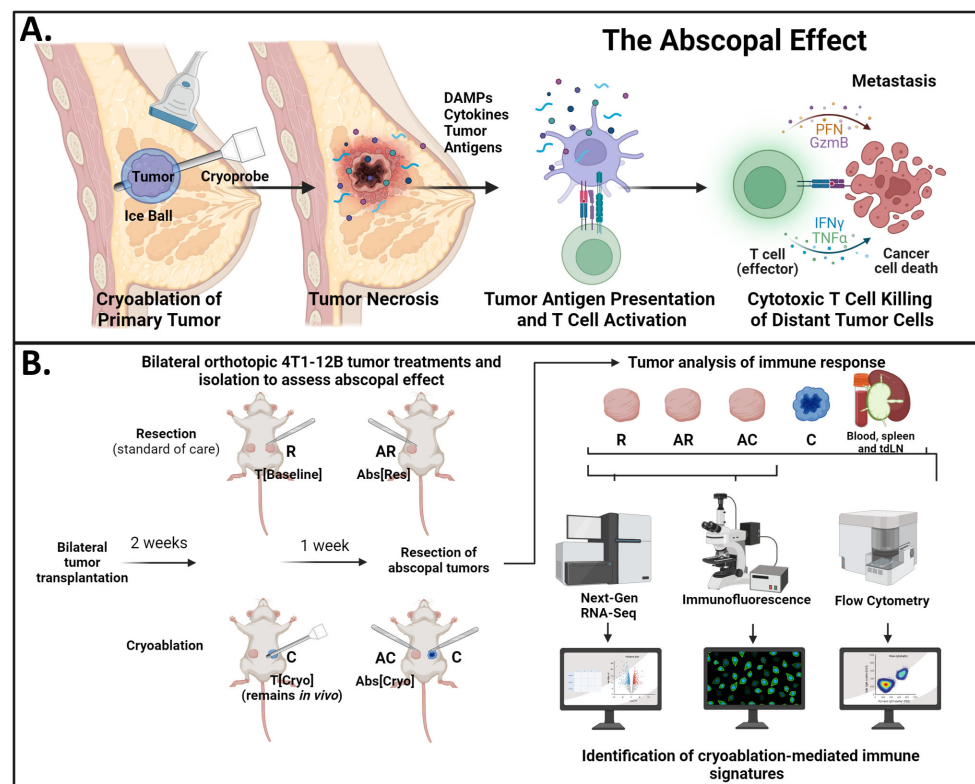 A.
The Abscopal Effect
DAMPs
Cytokines
Tumor
Antigens
Metastasis
PFN
GzmB
Tumor
Cryoprobe
Ice Ball
IFNγ
TNFα
T cell
(effector)
Cancer
cell death
Cryoablation of
Primary Tumor
Tumor Necrosis
Tumor Antigen Presentation
and T Cell Activation
Cytotoxic T Cell Killing
of Distant Tumor Cells
B.
Bilateral orthotopic 4T1-12B tumor treatments and
isolation to assess abscopal effect
Resection
(standard of care)
R
T[Baseline]
AR
Abs[Res]
Bilateral
tumor
transplantation
2 weeks
1 week
Resection of
abscopal tumors
Cryoablation
C
T[Cryo]
(remains in vivo)
AC
C
Abs[Cryo]
Tumor analysis of immune response
R
AR
AC
C
Blood, spleen
and tdLN
Next-Gen
RNA-Seq
Immunofluorescence
Flow Cytometry
Identification of cryoablation-mediated immune
signatures